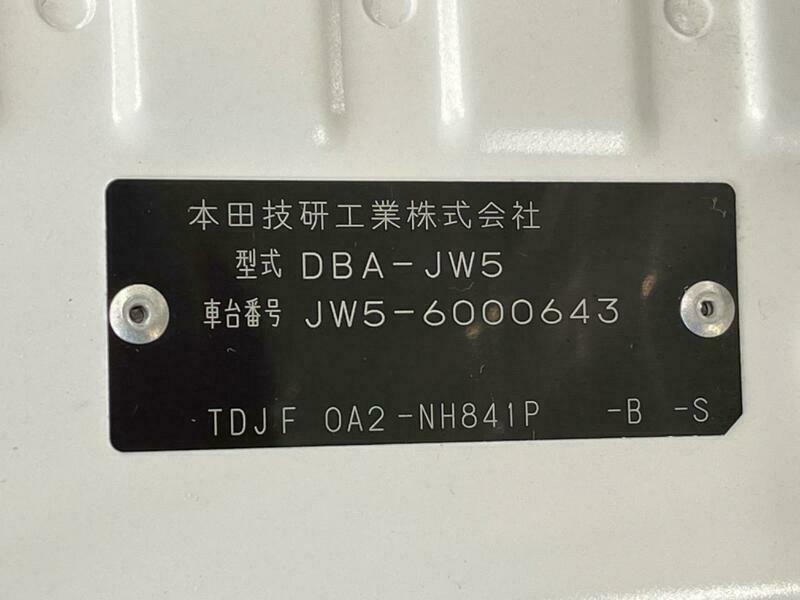 本田技研工業株式会社
型式 DBA-JW5
車台番号 JW5-6000643
TDJF 0A2-NH841P -B -S